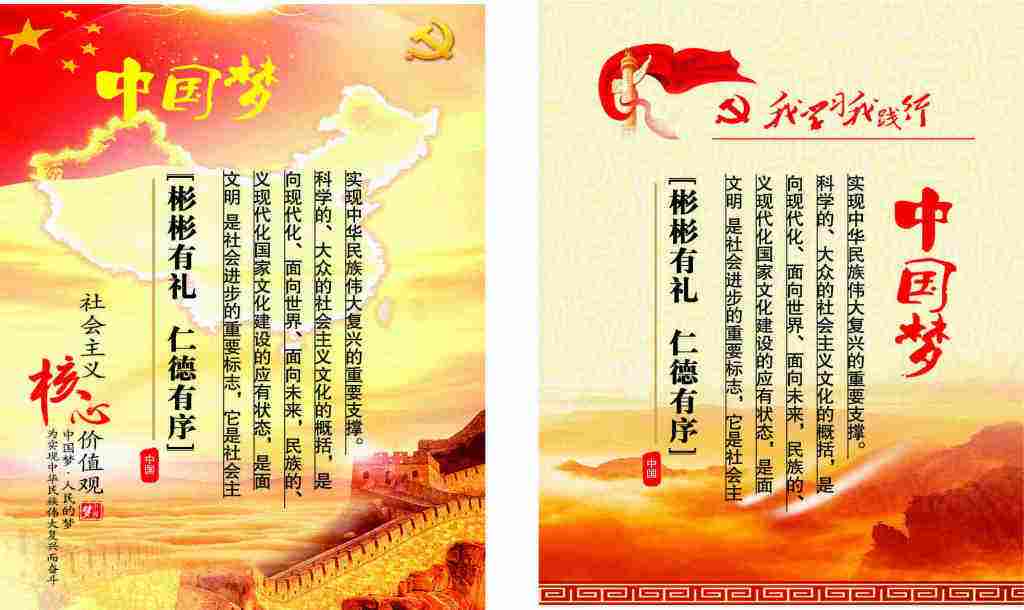 中国梦
[彬彬有礼 仁德有序]
中国
文明 是社会进步的重要标志，它是社会主
义现代化国家文化建设的应有状态，是面
向现代化、面向世界、面向未来，民族的、
科学的、大众的社会主义文化的概括，是
实现中华民族伟大复兴的重要支撑。
社会主义
核心
价值观
中国梦·人民的梦
为实现中华民族伟大复兴而奋斗
我学习我践行
中国梦
[彬彬有礼 仁德有序]
中国
文明 是社会进步的重要标志，它是社会主
义现代化国家文化建设的应有状态，是面
向现代化、面向世界、面向未来，民族的、
科学的、大众的社会主义文化的概括，是
实现中华民族伟大复兴的重要支撑。